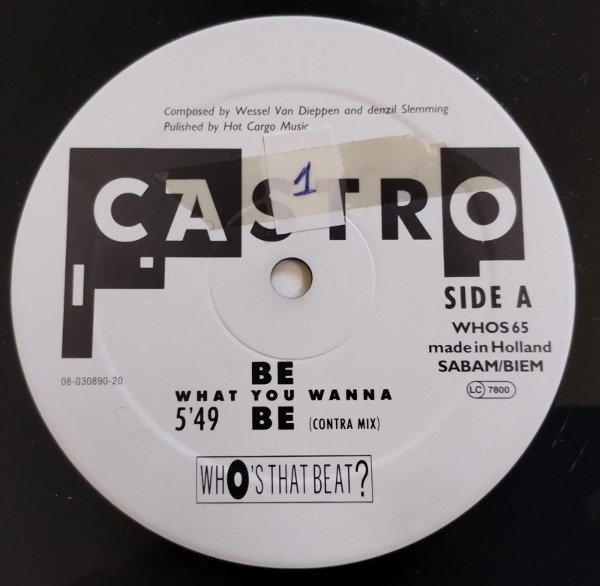 Composed by Wessel Van Dieppen and denzil Slemming
Pulished by Hot Cargo Music
1
CASTRO
SIDE A
WHOS 65
made in Holland
SABAM/BIEM
LC 7800
08-030890-20
BE
WHAT YOU WANNA
5'49 BE (CONTRA MIX)
WHO'S THAT BEAT?